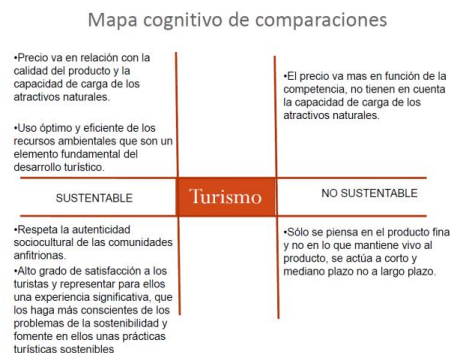 Mapa cognitivo de comparaciones
•Precio va en relación con la
calidad del producto y la
capacidad de carga de los
atractivos naturales.
•Uso óptimo y eficiente de los
recursos ambientales que son un
elemento fundamental del
desarrollo turístico.
•El precio va mas en función de la
competencia, no tienen en cuenta
la capacidad de carga de los
atractivos naturales.
SUSTENTABLE
Turismo
NO SUSTENTABLE
•Respeta la autenticidad
sociocultural de las comunidades
anfitrionas.
•Alto grado de satisfacción a los
turistas y representar para ellos
una experiencia significativa, que
los haga más conscientes de los
problemas de la sostenibilidad y
fomente en ellos unas prácticas
turísticas sostenibles
•Sólo se piensa en el producto fina
y no en lo que mantiene vivo al
producto, se actúa a corto y
mediano plazo no a largo plazo.